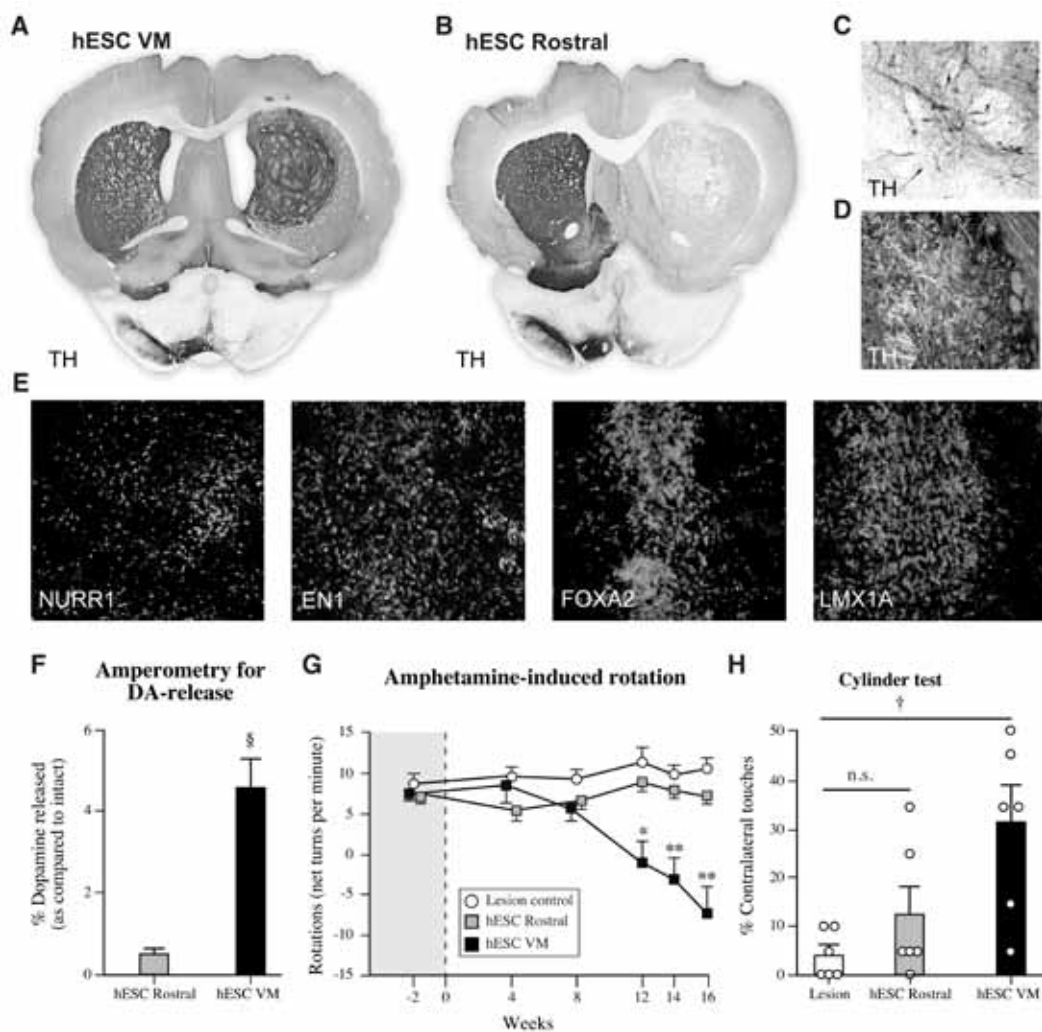 A
hESC VM
TH
B
hESC Rostral
TH
C
TH
D
TH
E
NURR1
EN1
FOXA2
LMX1A
F
Amperometry for
DA-release
% Dopamine released
(as compared to intact)
6
4
2
0
§
hESC Rostral
hESC VM
G
Amphetamine-induced rotation
Rotations (net turns per minute)
15
10
5
0
-5
-10
-15
*
**
**
Lesion control
hESC Rostral
hESC VM
-2
0
4
8
12
14
16
Weeks
H
Cylinder test
†
n.s.
% Contralateral touches
50
40
30
20
10
0
Lesion
hESC Rostral
hESC VM